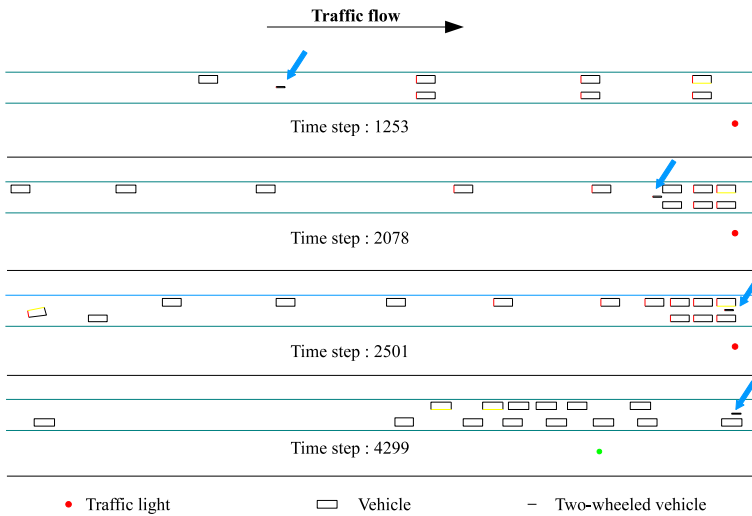 Traffic flow
Time step : 1253
Time step : 2078
Time step : 2501
Time step : 4299
Traffic light
Vehicle
Two-wheeled vehicle